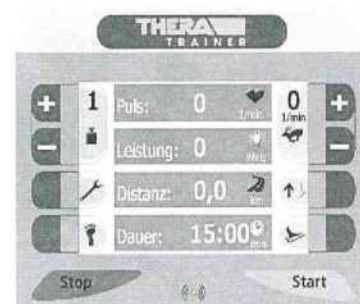 THERA
TRAINER
+ 1 Puls: 0 1/min 0 1/min +
- Leistung: 0 -
Distanz: 0,0 km
Dauer: 15:00 min
Stop Start